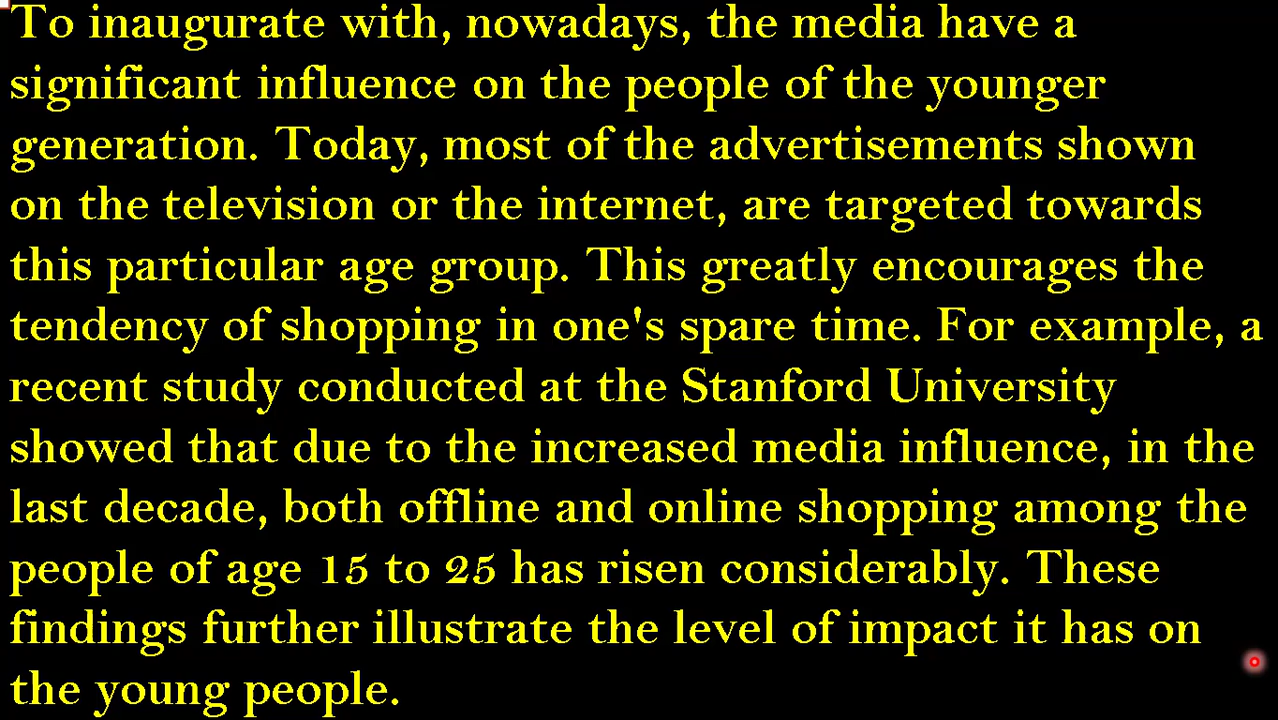 To inaugurate with, nowadays, the media have a
significant influence on the people of the younger
generation. Today, most of the advertisements shown
on the television or the internet, are targeted towards
this particular age group. This greatly encourages the
tendency of shopping in one's spare time. For example, a
recent study conducted at the Stanford University
showed that due to the increased media influence, in the
last decade, both offline and online shopping among the
people of age 15 to 25 has risen considerably. These
findings further illustrate the level of impact it has on
the young people.